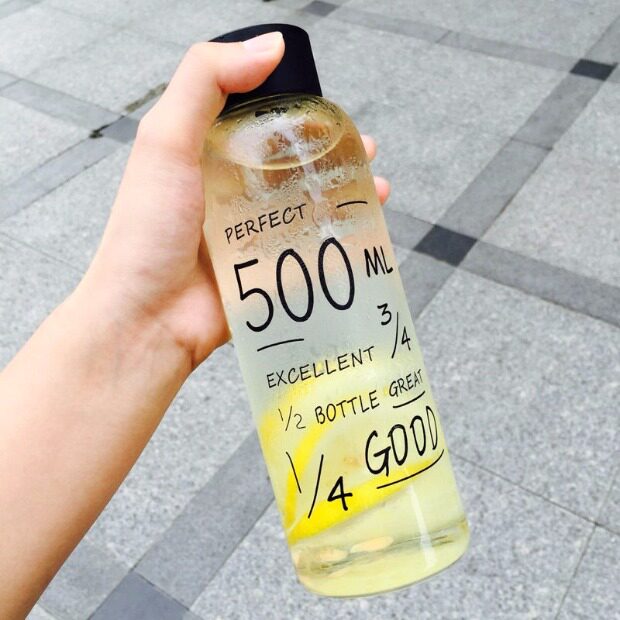 PERFECT
500 ML
EXCELLENT 3/4
1/2 BOTTLE GREAT
1/4 GOOD